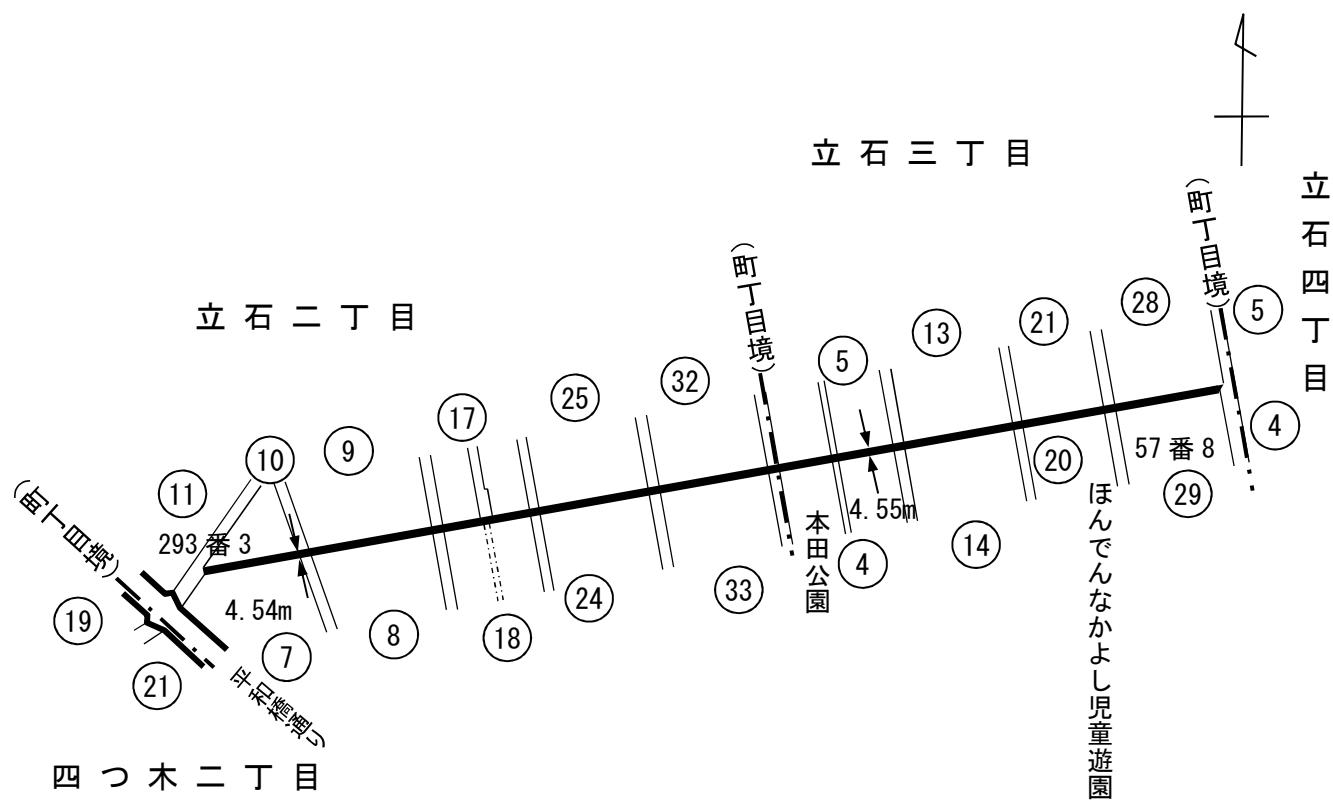 立石三丁目
立石四丁目
(町丁目境)
(町丁目境)
立石二丁目
28
5
21
13
5
32
25
17
9
10
11
4
20
57番8
29
4.55m
14
4
本田公園
ほんでんなかよし児童遊園
33
24
18
8
7
4.54m
293番3
(町丁目境)
19
21
平和橋通り
四つ木二丁目